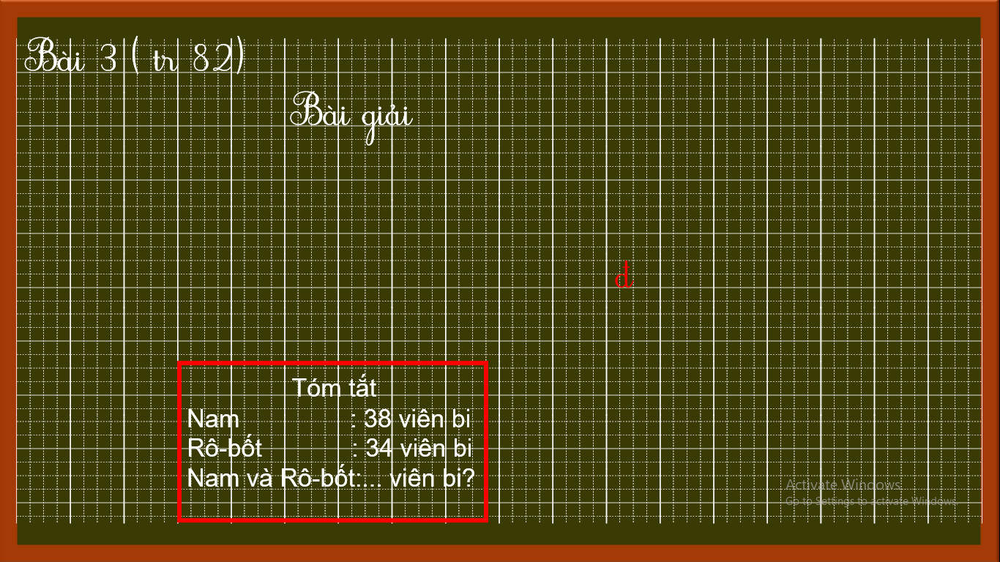 Bài 3 ( tr 82)
Bài giải
d
Tóm tắt
Nam : 38 viên bi
Rô-bốt : 34 viên bi
Nam và Rô-bốt:... viên bi?
Activate Windows
Go to Settings to activate Windows.